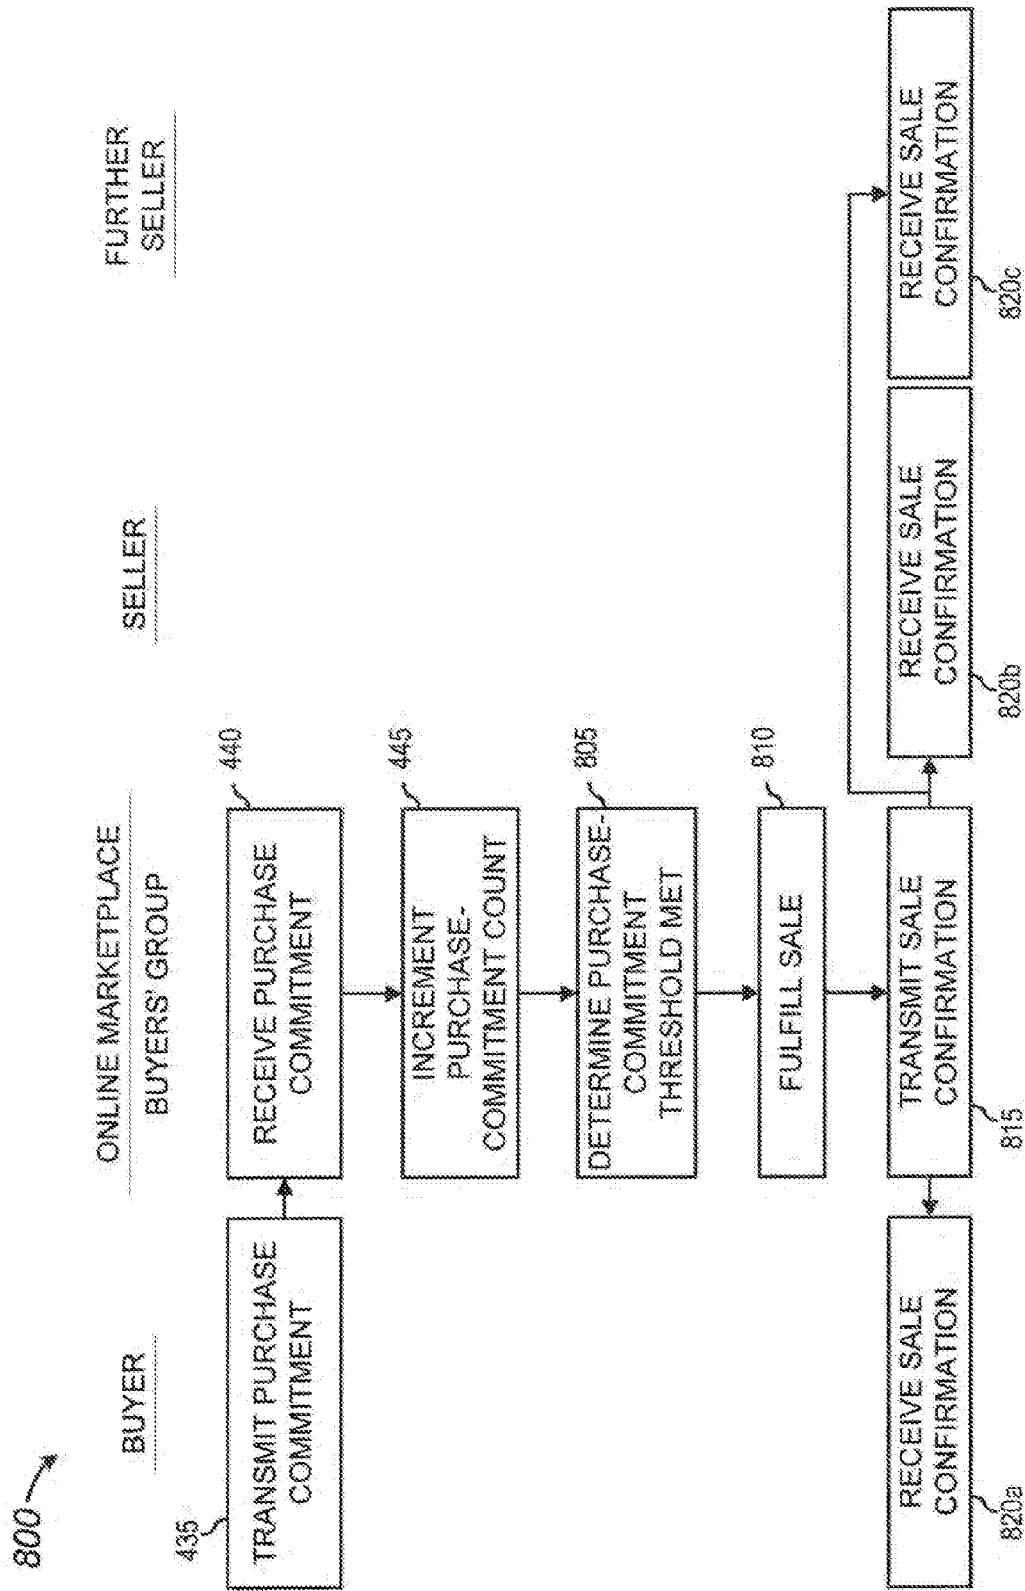 800
BUYER
ONLINE MARKETPLACE
BUYERS' GROUP
SELLER
FURTHER
SELLER
435
TRANSMIT PURCHASE
COMMITMENT
440
RECEIVE PURCHASE
COMMITMENT
445
INCREMENT
PURCHASE-
COMMITMENT COUNT
805
DETERMINE PURCHASE-
COMMITMENT
THRESHOLD MET
810
FULFILL SALE
RECEIVE SALE
CONFIRMATION
820a
TRANSMIT SALE
CONFIRMATION
815
RECEIVE SALE
CONFIRMATION
820b
RECEIVE SALE
CONFIRMATION
820c